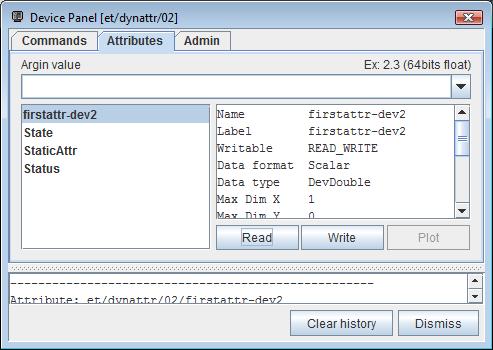 Device Panel [et/dynattr/02]
Commands Attributes Admin
Argin value Ex: 2.3 (64bits float)
firstattr-dev2
State
StaticAttr
Status
Name firstattr-dev2
Label firstattr-dev2
Writable READ_WRITE
Data format Scalar
Data type DevDouble
Max Dim X 1
Max Dim Y 0
Read Write Plot
----------------------------------------------------
Attribute: et/dynattr/02/firstattr-dev2
Clear history Dismiss